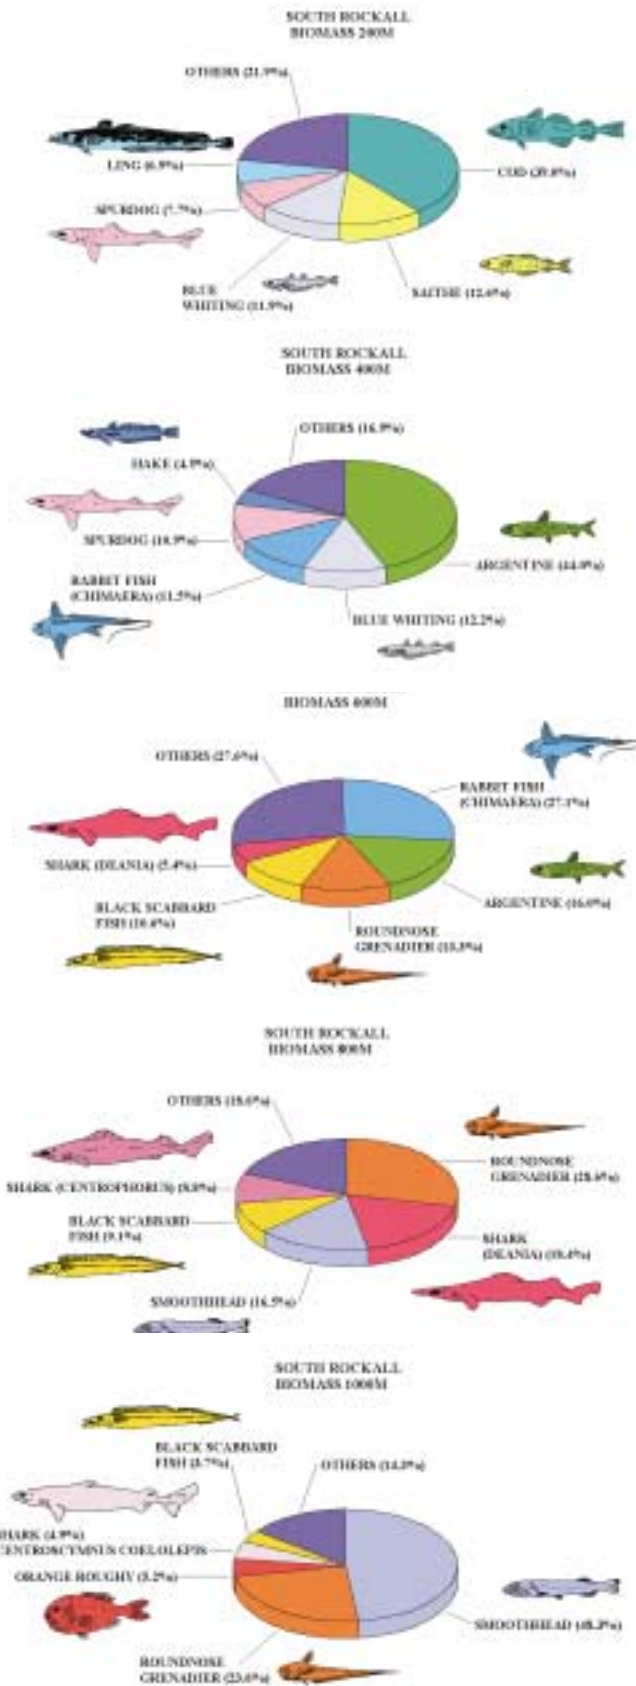 SOUTH ROCKALL
BIOMASS 200M
OTHERS (21.9%)
LING (6.9%)
COD (39.0%)
SPURDOG (7.7%)
BLUE
WHITING (11.9%)
SAITHE (12.6%)
SOUTH ROCKALL
BIOMASS 400M
OTHERS (16.9%)
HAKE (4.5%)
SPURDOG (10.9%)
ARGENTINE (44.0%)
RABBIT FISH
(CHIMAERA) (11.5%)
BLUE WHITING (12.2%)
BIOMASS 600M
OTHERS (27.6%)
RABBIT FISH
(CHIMAERA) (27.1%)
SHARK (DEANIA) (5.4%)
BLACK SCABBARD
FISH (10.6%)
ARGENTINE (16.0%)
ROUNDNOSE
GRENADIER (13.3%)
SOUTH ROCKALL
BIOMASS 800M
OTHERS (18.6%)
ROUNDNOSE
GRENADIER (28.6%)
SHARK (CENTROPHORUS) (8.8%)
BLACK SCABBARD
FISH (9.1%)
SHARK
(DEANIA) (18.4%)
SMOOTHHEAD (16.5%)
SOUTH ROCKALL
BIOMASS 1000M
BLACK SCABBARD
FISH (3.7%)
OTHERS (14.8%)
SHARK (4.9%)
CENTROSCYMNUS COELOLEPIS
ORANGE ROUGHY (5.2%)
SMOOTHHEAD (48.2%)
ROUNDNOSE
GRENADIER (23.0%)